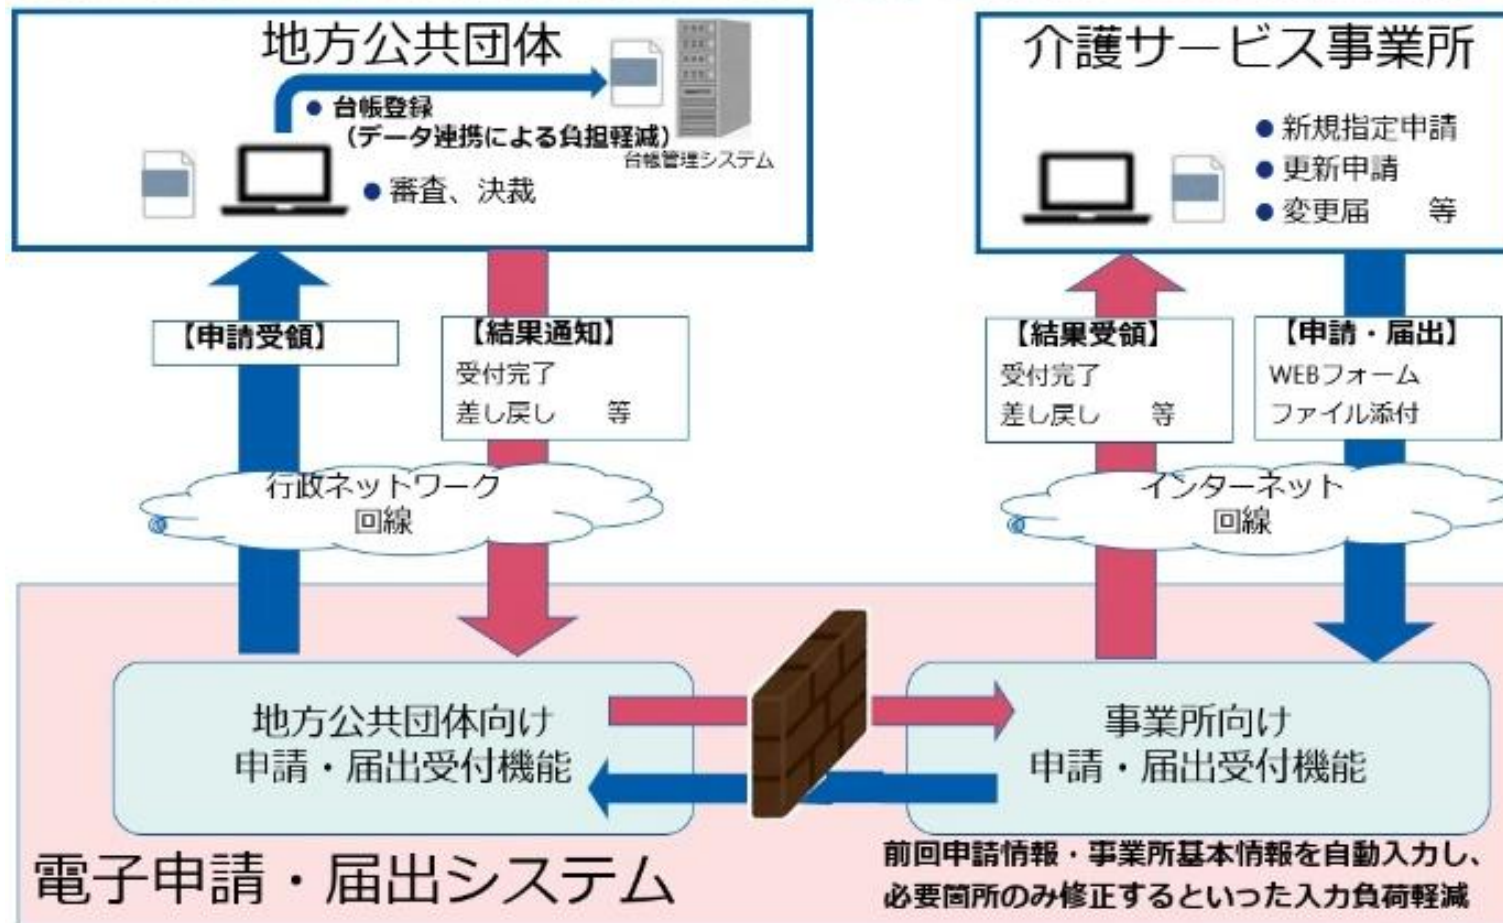 地方公共団体
● 台帳登録
(データ連携による負担軽減)
台帳管理システム
● 審査、決裁
介護サービス事業所
● 新規指定申請
● 更新申請
● 変更届　等
【申請受領】
【結果通知】
受付完了
差し戻し　等
【結果受領】
受付完了
差し戻し　等
【申請・届出】
WEBフォーム
ファイル添付
行政ネットワーク
回線
インターネット
回線
地方公共団体向け
申請・届出受付機能
事業所向け
申請・届出受付機能
電子申請・届出システム
前回申請情報・事業所基本情報を自動入力し、
必要箇所のみ修正するといった入力負荷軽減